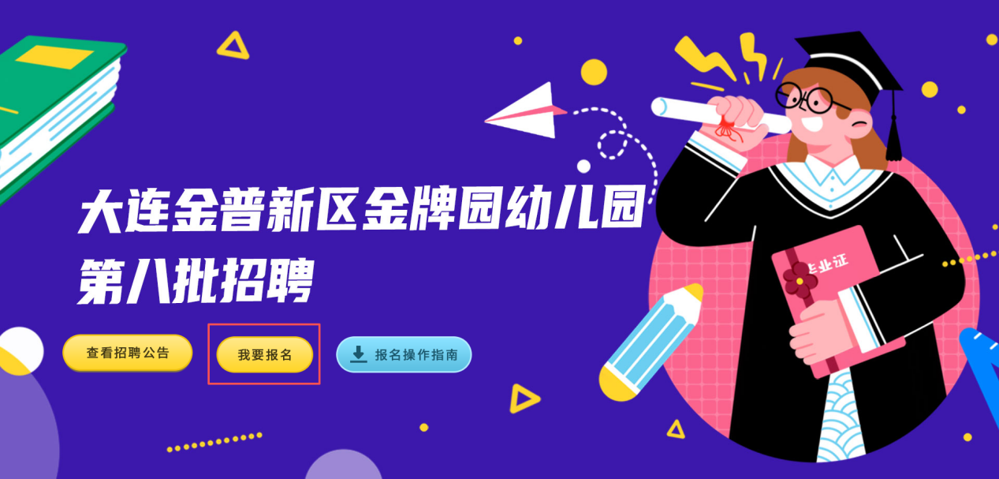 大连金普新区金牌园幼儿园
第八批招聘
查看招聘公告
我要报名
报名操作指南
毕业证